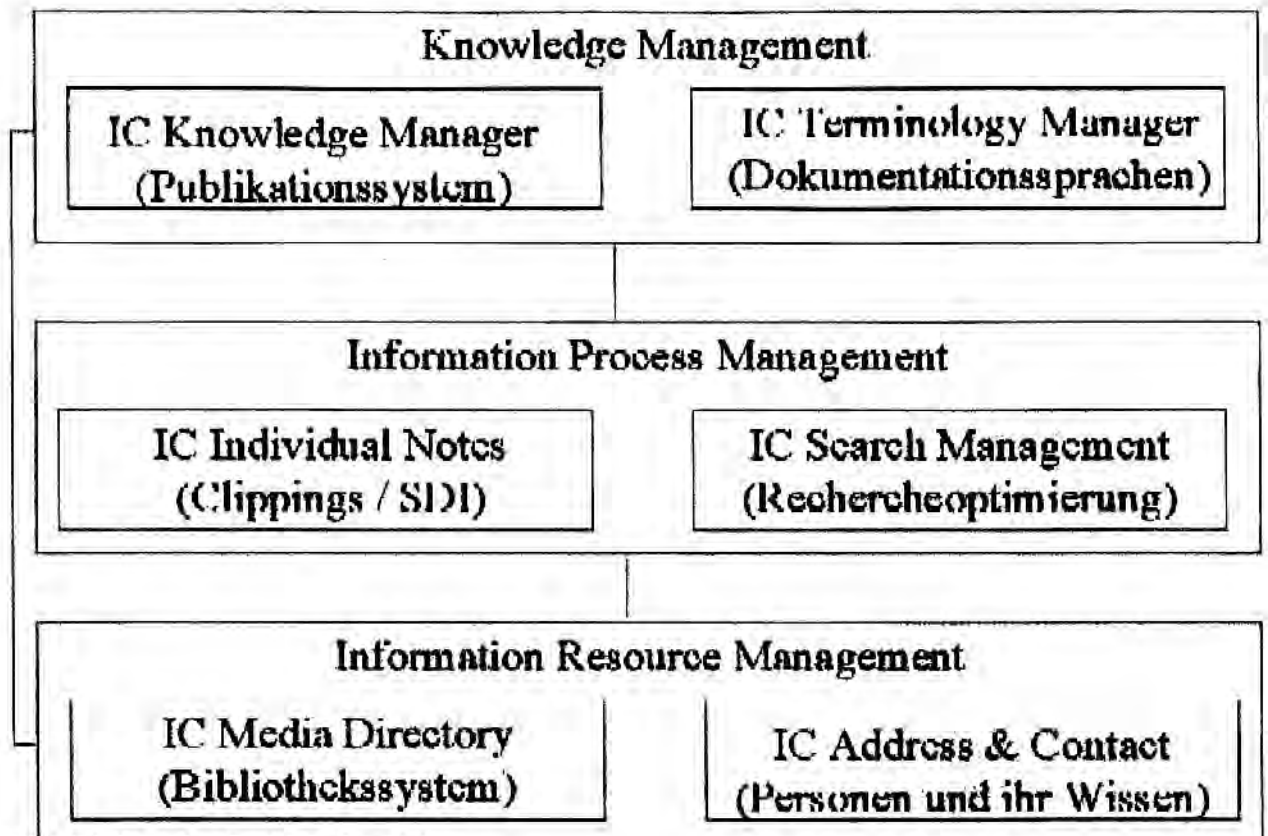 Knowledge Management
IC Knowledge Manager
(Publikationssystem)
IC Terminology Manager
(Dokumentationssprachen)
Information Process Management
IC Individual Notes
(Clippings / SDI)
IC Search Management
(Rechercheoptimierung)
Information Resource Management
IC Media Directory
(Bibliothekssystem)
IC Address & Contact
(Personen und ihr Wissen)